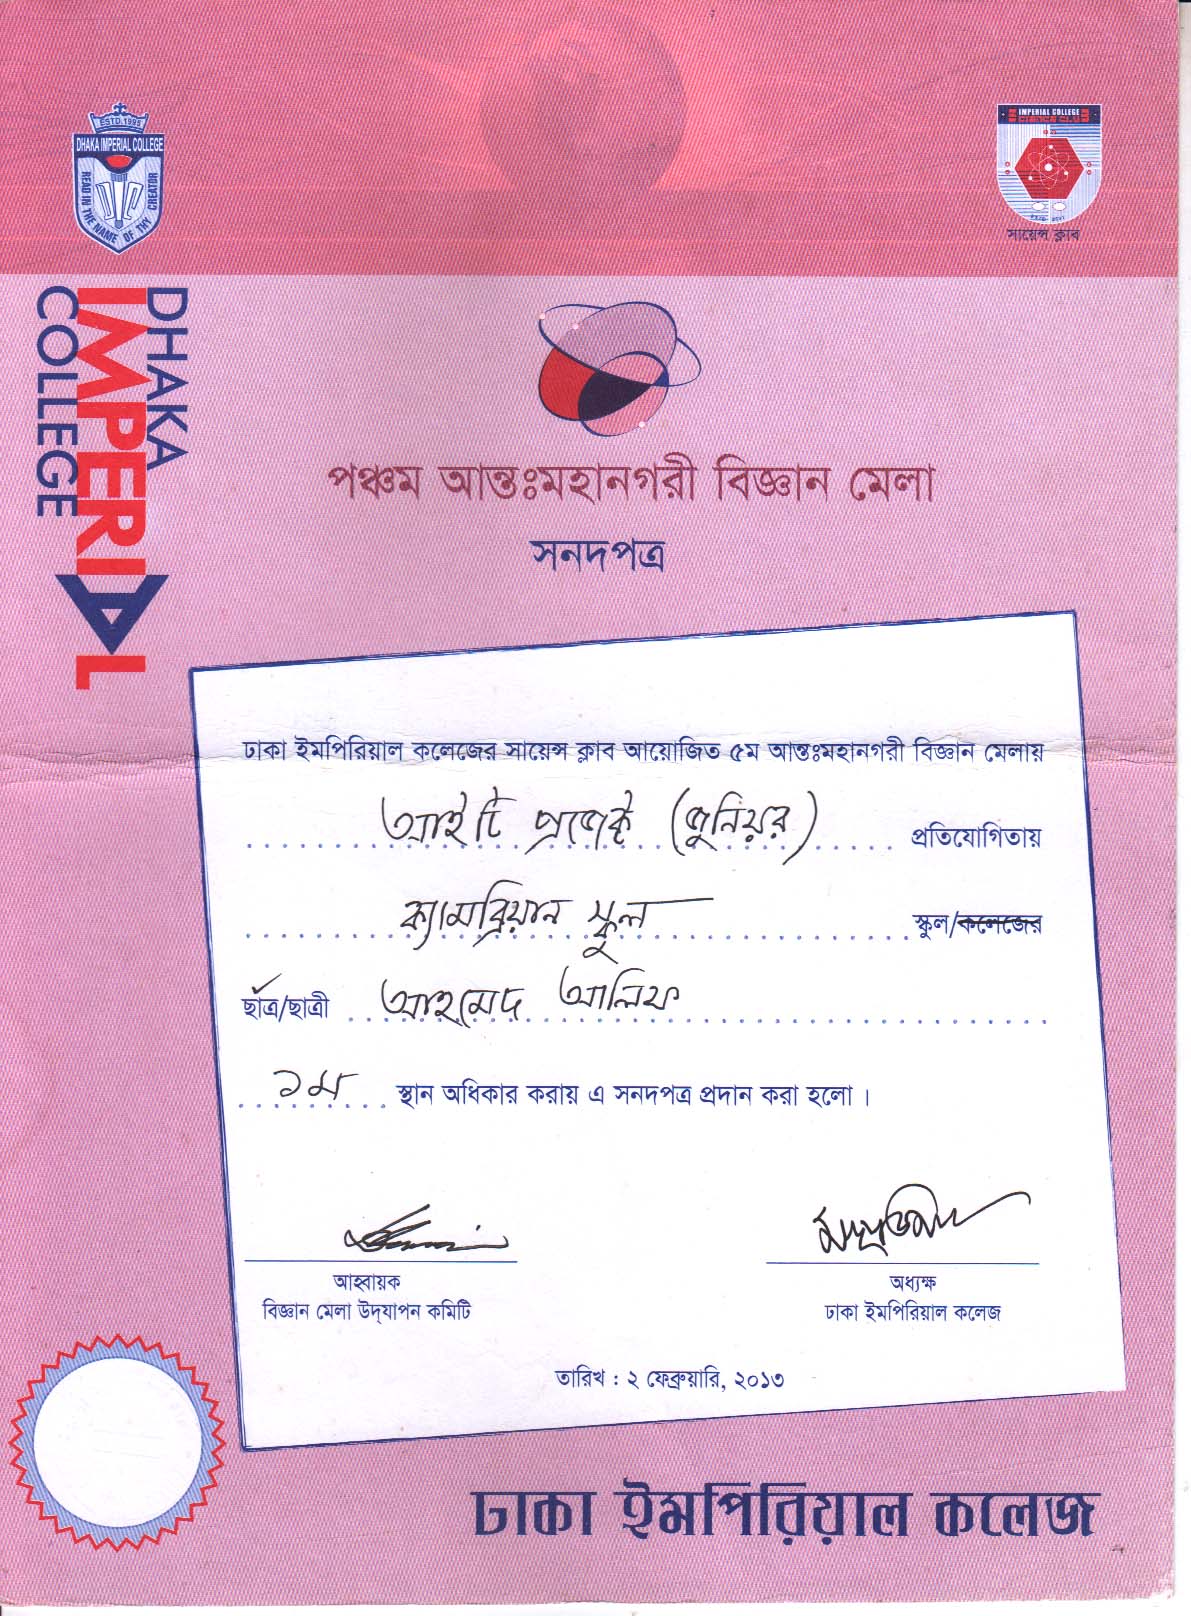 ESTD. 1995
DHAKA IMPERIAL COLLEGE
READ IN THE NAME OF THY CREATOR
IMPERIAL COLLEGE
SCIENCE CLUB
সায়েন্স ক্লাব
DHAKA
IMPERIAL
COLLEGE
পঞ্চম আন্তঃমহানগরী বিজ্ঞান মেলা
সনদপত্র
ঢাকা ইমপিরিয়াল কলেজের সায়েন্স ক্লাব আয়োজিত ৫ম আন্তঃমহানগরী বিজ্ঞান মেলায়
আইটি প্রজেক্ট (জুনিয়র) প্রতিযোগিতায়
ক্যামব্রিয়ান স্কুল স্কুল/কলেজের
ছাত্র/ছাত্রী আহমেদ আলিফ
১ম স্থান অধিকার করায় এ সনদপত্র প্রদান করা হলো ।
আহ্বায়ক
বিজ্ঞান মেলা উদ্‌যাপন কমিটি
অধ্যক্ষ
ঢাকা ইমপিরিয়াল কলেজ
তারিখ : ২ ফেব্রুয়ারি, ২০১৩
ঢাকা ইমপিরিয়াল কলেজ